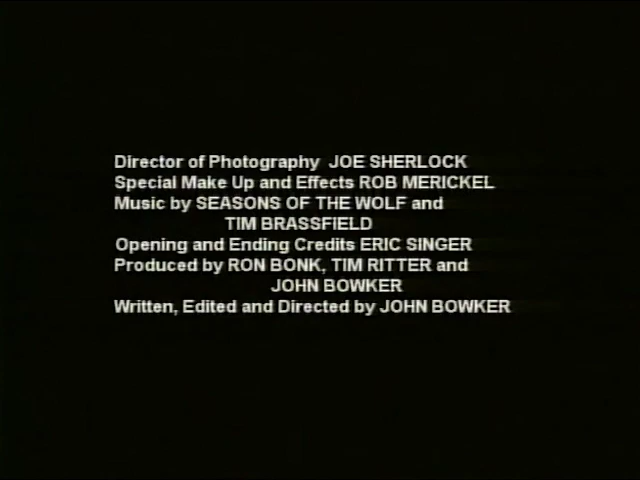 Director of Photography JOE SHERLOCK
Special Make Up and Effects ROB MERICKEL
Music by SEASONS OF THE WOLF and
TIM BRASSFIELD
Opening and Ending Credits ERIC SINGER
Produced by RON BONK, TIM RITTER and
JOHN BOWKER
Written, Edited and Directed by JOHN BOWKER